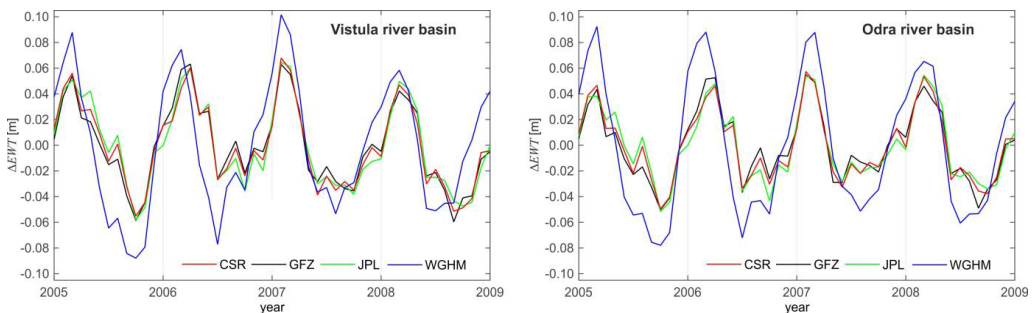 Vistula river basin
0.10
0.08
0.06
0.04
0.02
0.00
-0.02
-0.04
-0.06
-0.08
-0.10
ΔEWT [m]
CSR GFZ JPL WGHM
2005 2006 2007 2008 2009
year
Odra river basin
0.10
0.08
0.06
0.04
0.02
0.00
-0.02
-0.04
-0.06
-0.08
-0.10
ΔEWT [m]
CSR GFZ JPL WGHM
2005 2006 2007 2008 2009
year